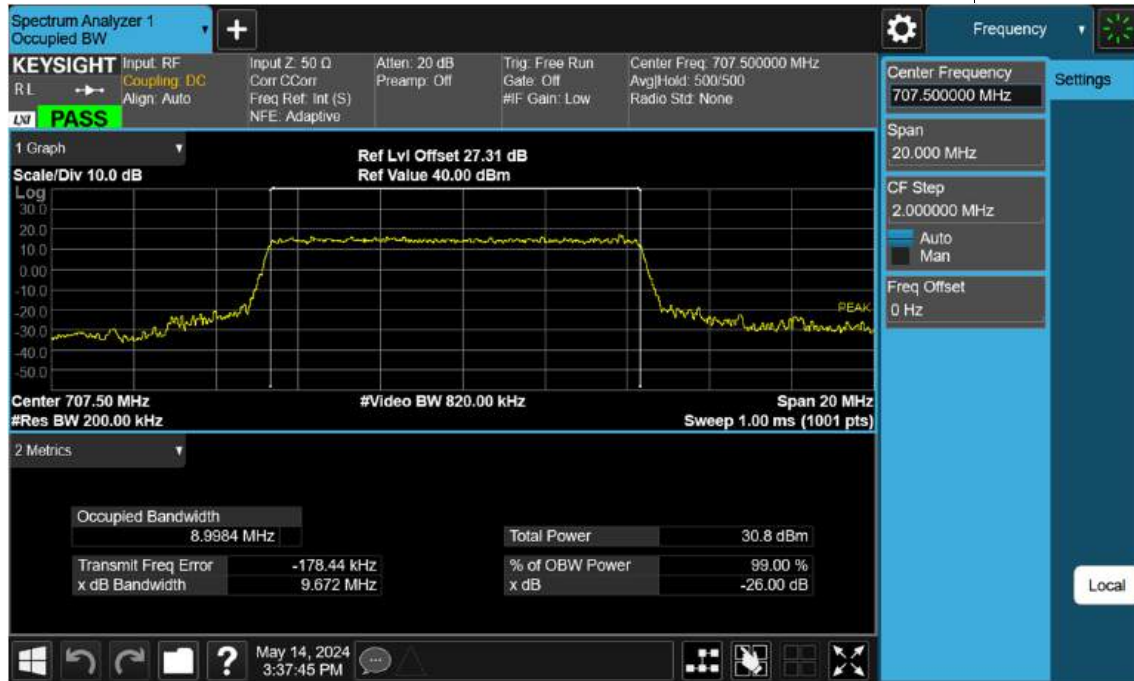 Spectrum Analyzer 1
Occupied BW
+
Frequency
KEYSIGHT
R L
LXI PASS
Input: RF
Coupling: DC
Align: Auto
Input Z: 50 Ω
Corr CCorr
Freq Ref: Int (S)
NFE: Adaptive
Atten: 20 dB
Preamp: Off
Trig: Free Run
Gate: Off
#IF Gain: Low
Center Freq: 707.500000 MHz
Avg|Hold: 500/500
Radio Std: None
Center Frequency
707.500000 MHz
Settings
Span
20.000 MHz
CF Step
2.000000 MHz
Auto
Man
Freq Offset
0 Hz
Local
1 Graph
Scale/Div 10.0 dB
Ref Lvl Offset 27.31 dB
Ref Value 40.00 dBm
Log
30.0
20.0
10.0
0.00
-10.0
-20.0
-30.0
-40.0
-50.0
PEAK
Center 707.50 MHz
#Video BW 820.00 kHz
Span 20 MHz
#Res BW 200.00 kHz
Sweep 1.00 ms (1001 pts)
2 Metrics
Occupied Bandwidth
8.9984 MHz
Total Power 30.8 dBm
Transmit Freq Error -178.44 kHz
% of OBW Power 99.00 %
x dB Bandwidth 9.672 MHz
x dB -26.00 dB
?
May 14, 2024
3:37:45 PM